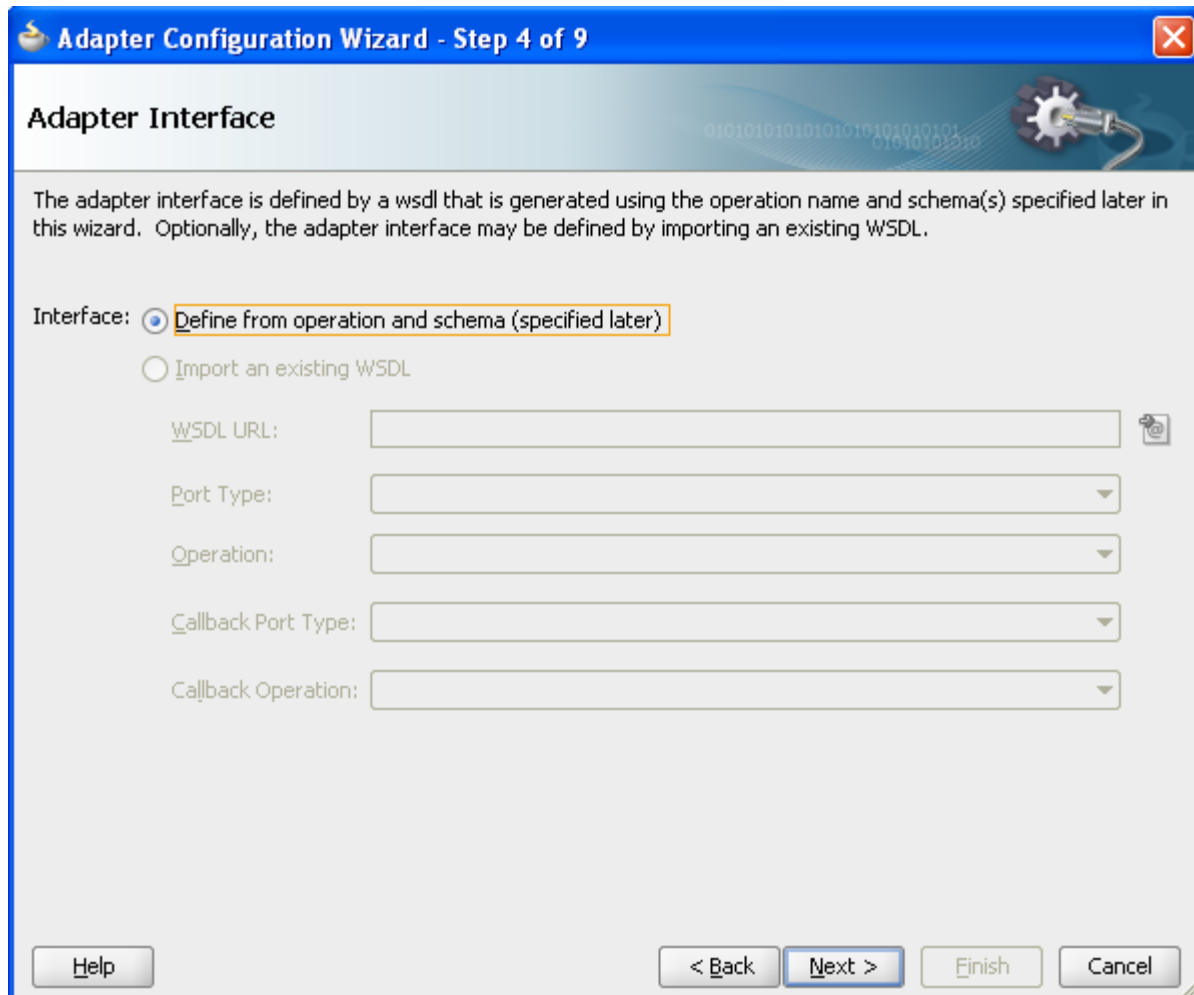 Adapter Configuration Wizard - Step 4 of 9
Adapter Interface
The adapter interface is defined by a wsdl that is generated using the operation name and schema(s) specified later in
this wizard.  Optionally, the adapter interface may be defined by importing an existing WSDL.
Interface: Define from operation and schema (specified later)
Import an existing WSDL
WSDL URL:
Port Type:
Operation:
Callback Port Type:
Callback Operation:
Help < Back Next > Finish Cancel